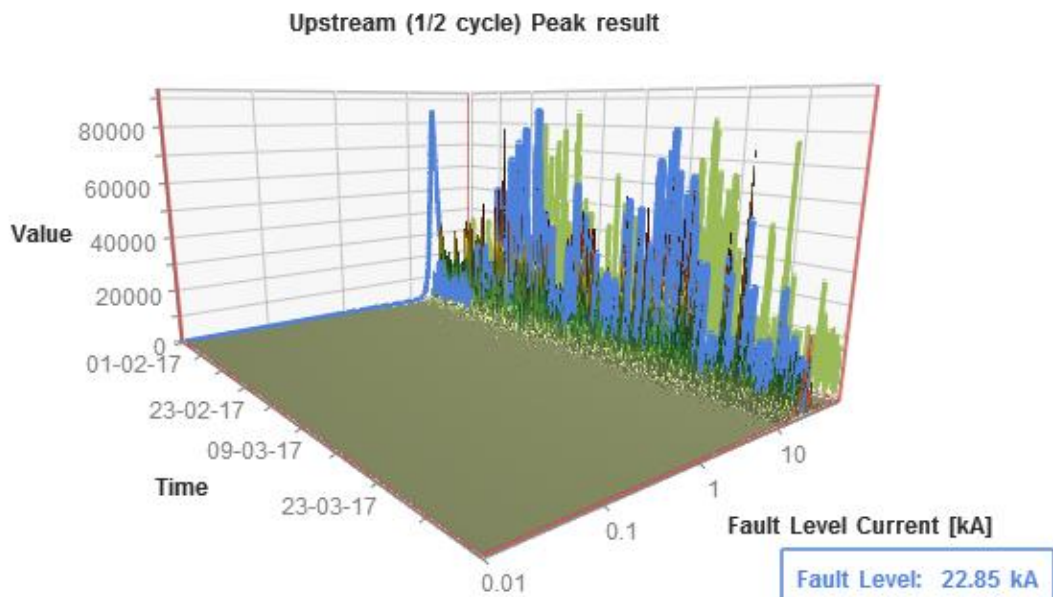 Upstream (1/2 cycle) Peak result
80000
60000
Value
40000
20000
0
01-02-17
23-02-17
09-03-17
Time
23-03-17
10
1
0.1
Fault Level Current [kA]
0.01
Fault Level: 22.85 kA